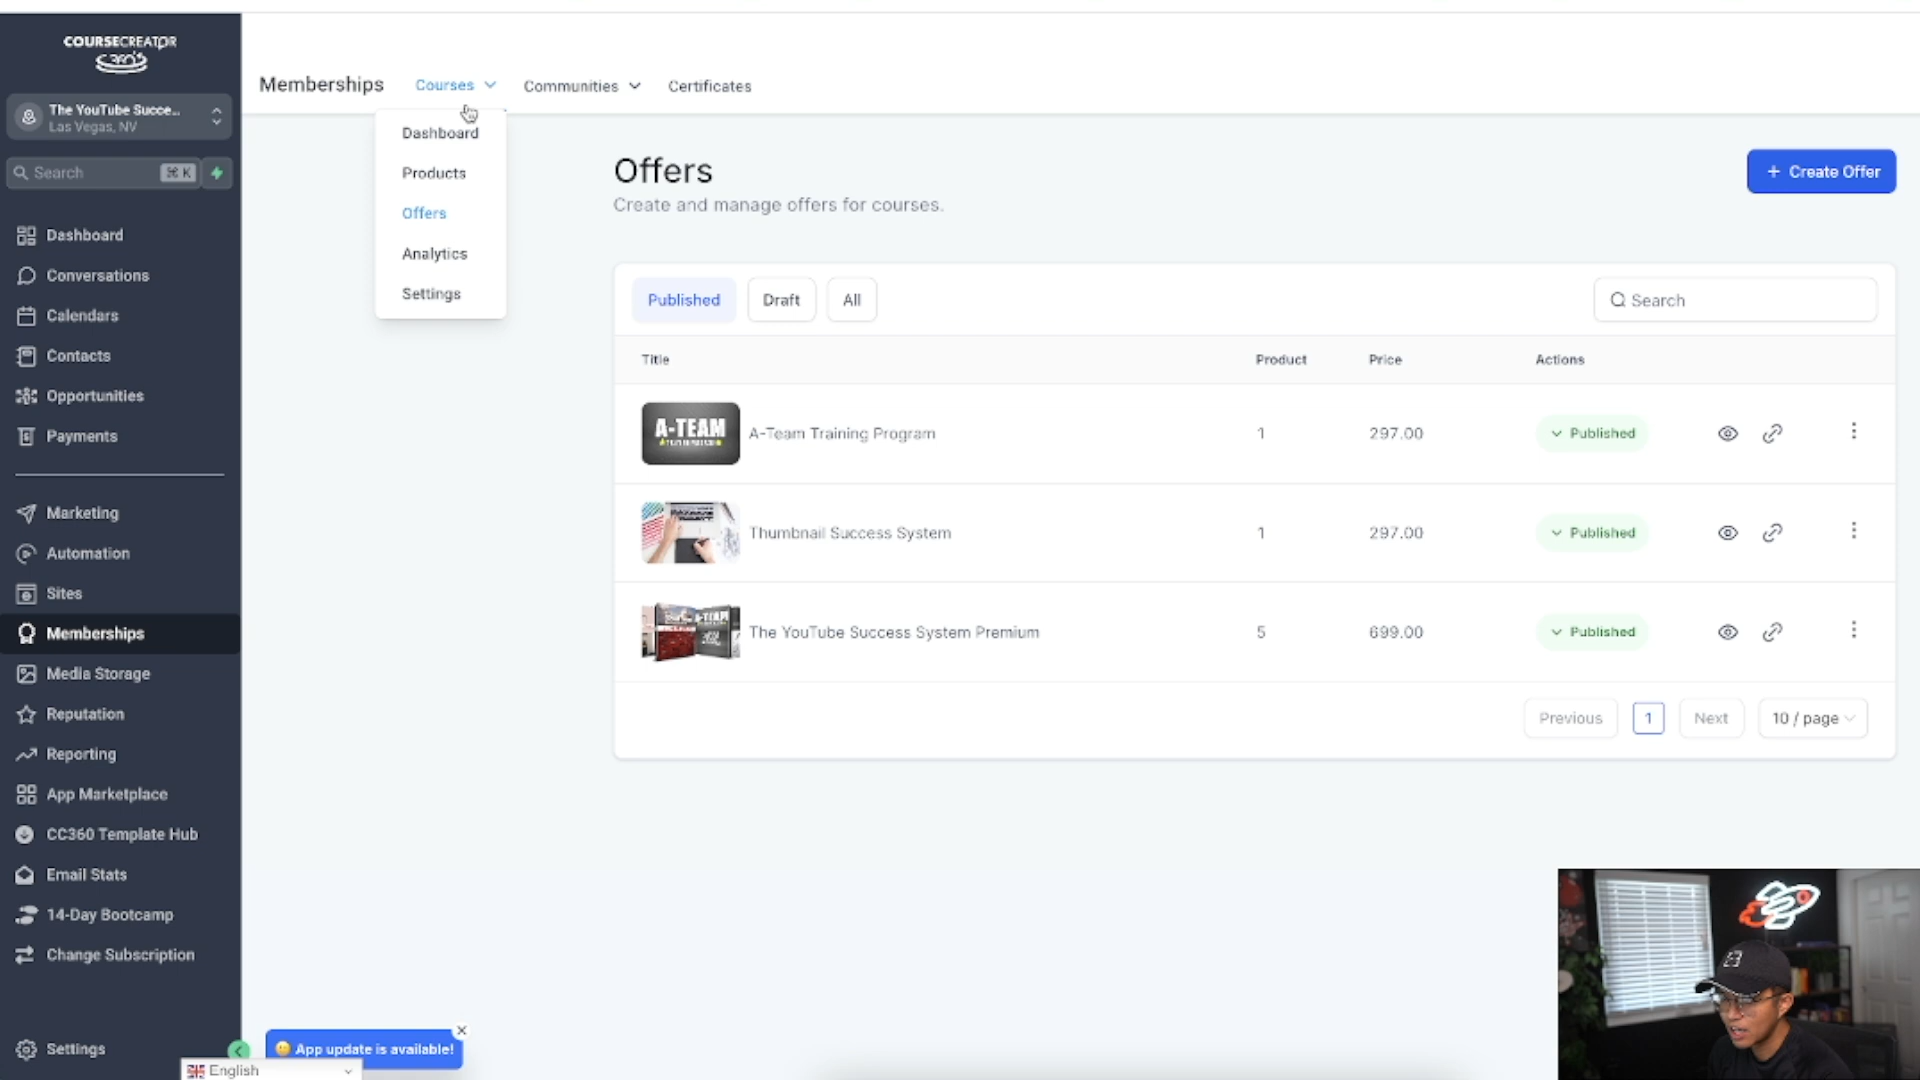 COURSECREATOR
360
The YouTube Succe...
Las Vegas, NV
Search ⌘ K
Dashboard
Conversations
Calendars
Contacts
Opportunities
Payments
Marketing
Automation
Sites
Memberships
Media Storage
Reputation
Reporting
App Marketplace
CC360 Template Hub
Email Stats
14-Day Bootcamp
Change Subscription
Settings
English
App update is available!
Memberships Courses Communities Certificates
Dashboard
Products
Offers
Analytics
Settings
Offers
Create and manage offers for courses.
+ Create Offer
Published Draft All
Search
Title Product Price Actions
A-TEAM
A-Team Training Program 1 297.00 Published
Thumbnail Success System 1 297.00 Published
A-TEAM
The YouTube Success System Premium 5 699.00 Published
Previous 1 Next 10 / page